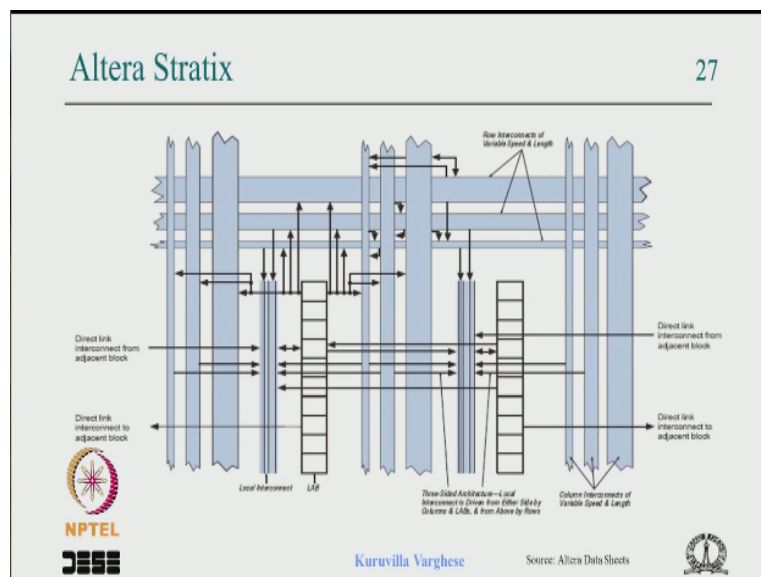 Altera Stratix
27
Row Interconnects of
Variable Speed & Length
Direct link
interconnect from
adjacent block
Direct link
interconnect from
adjacent block
Direct link
interconnect to
adjacent block
Direct link
interconnect to
adjacent block
Local Interconnect
LAB
Three-Sided Architecture—Local
Interconnect is Driven from Either Side by
Columns & LABs, & from Above by Rows
Column Interconnects of
Variable Speed & Length
NPTEL
DESE
Kuruvilla Varghese
Source: Altera Data Sheets